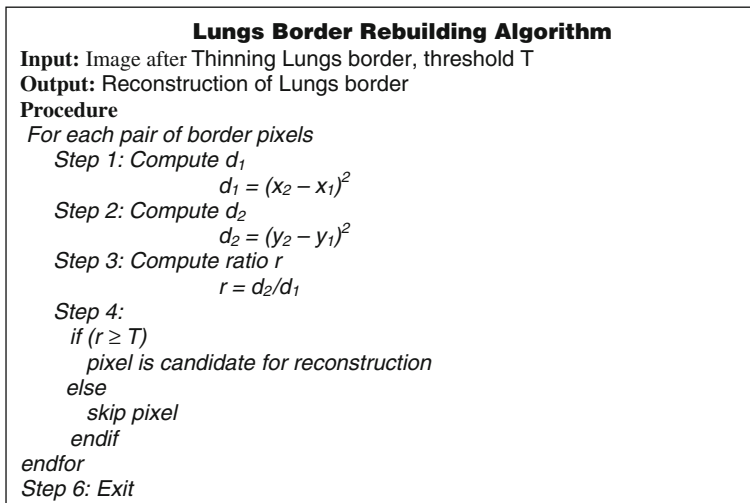 Lungs Border Rebuilding Algorithm
Input: Image after Thinning Lungs border, threshold T
Output: Reconstruction of Lungs border
Procedure
For each pair of border pixels
Step 1: Compute d₁
d₁ = (x₂ – x₁)²
Step 2: Compute d₂
d₂ = (y₂ – y₁)²
Step 3: Compute ratio r
r = d₂/d₁
Step 4:
if (r ≥ T)
pixel is candidate for reconstruction
else
skip pixel
endif
endfor
Step 6: Exit